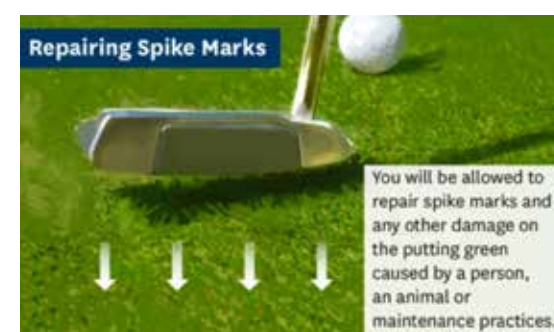 Repairing Spike Marks
You will be allowed to
repair spike marks and
any other damage on
the putting green
caused by a person,
an animal or
maintenance practices